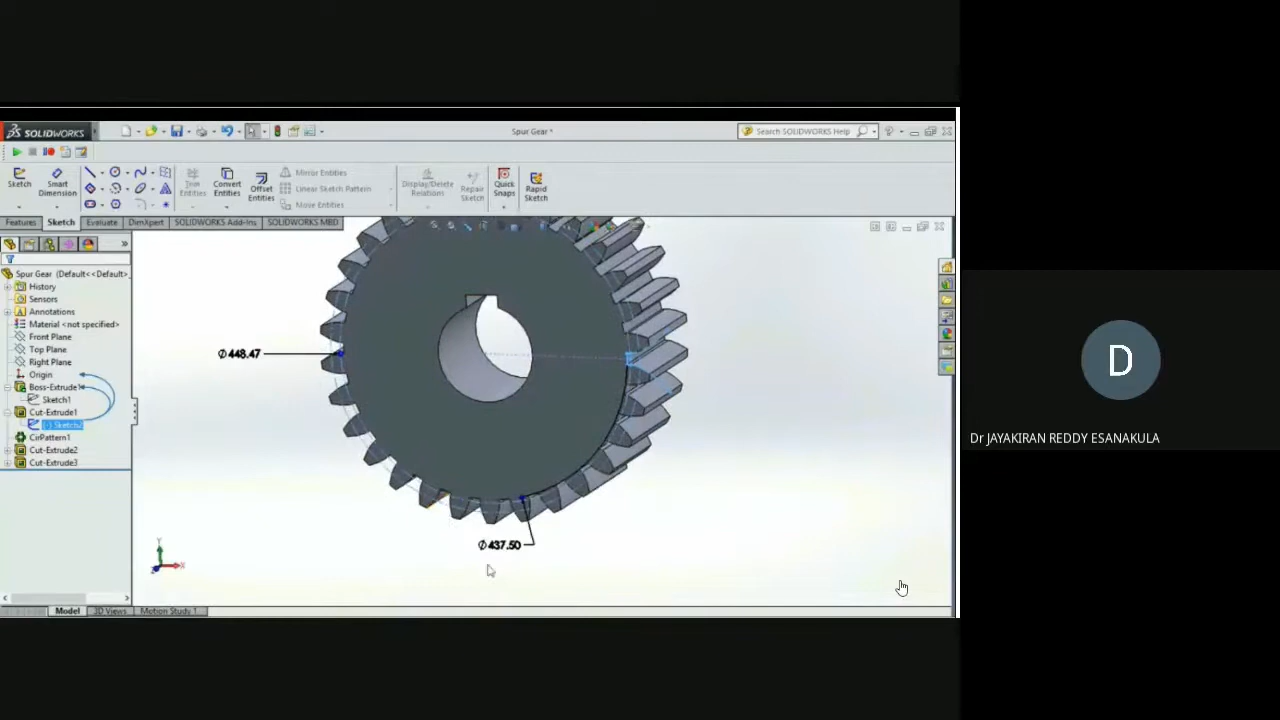 SOLIDWORKS
Spur Gear *
Search SOLIDWORKS Help
Sketch
Smart Dimension
Trim Entities
Convert Entities
Offset Entities
Mirror Entities
Linear Sketch Pattern
Move Entities
Display/Delete Relations
Repair Sketch
Quick Snaps
Rapid Sketch
Features Sketch Evaluate DimXpert SOLIDWORKS Add-Ins SOLIDWORKS MBD
Spur Gear (Default<<Default>_
History
Sensors
Annotations
Material <not specified>
Front Plane
Top Plane
Right Plane
Origin
Boss-Extrude1
Sketch1
Cut-Extrude1
(-) Sketch2
CirPattern1
Cut-Extrude2
Cut-Extrude3
Ø448.47
Ø437.50
Y
X
Model 3D Views Motion Study 1
D
Dr JAYAKIRAN REDDY ESANAKULA